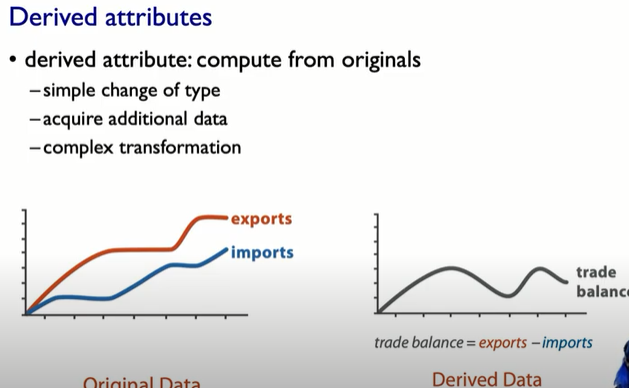 Derived attributes
• derived attribute: compute from originals
–simple change of type
–acquire additional data
–complex transformation
exports
imports
trade
balanc
trade balance = exports –imports
Original Data
Derived Data